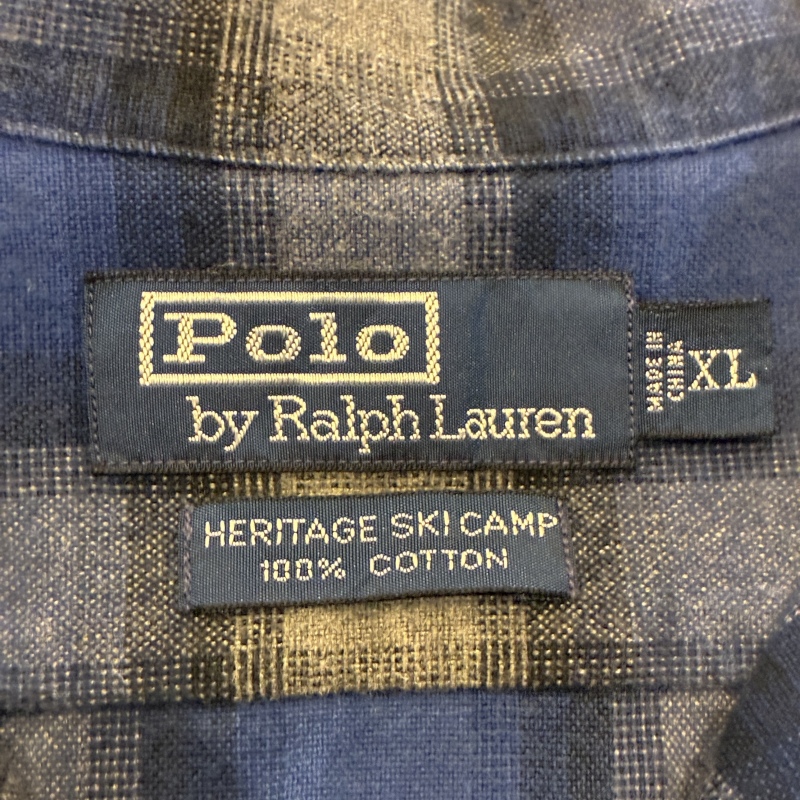 Polo
by Ralph Lauren
MADE IN
CHINA
XL
HERITAGE SKI CAMP
100% COTTON